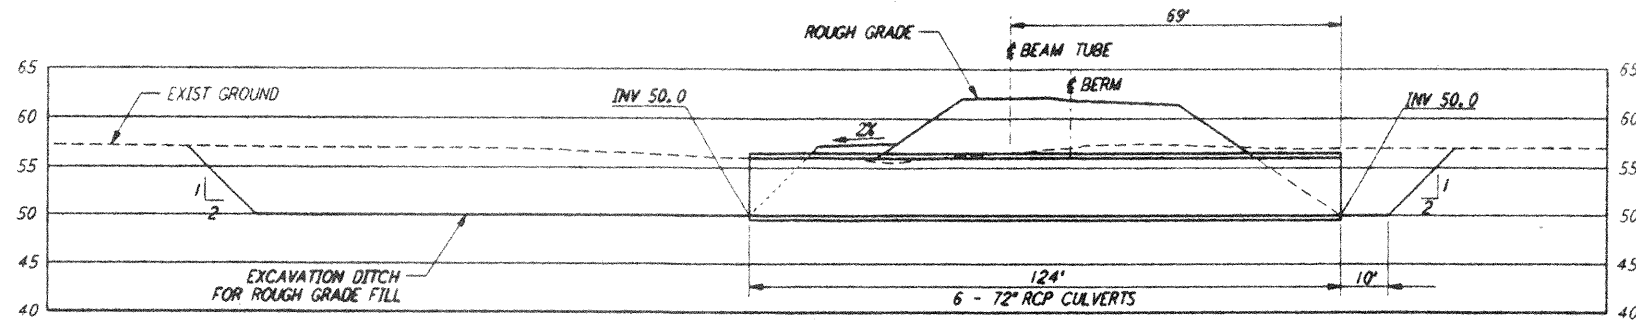 69'
ROUGH GRADE
℄ BEAM TUBE
65
65
℄ BERM
EXIST GROUND
INV 50.0
INV 50.0
60
60
2%
55
55
1
2
1
2
50
50
45
45
EXCAVATION DITCH
FOR ROUGH GRADE FILL
124'
10'
6 - 72" RCP CULVERTS
40
40